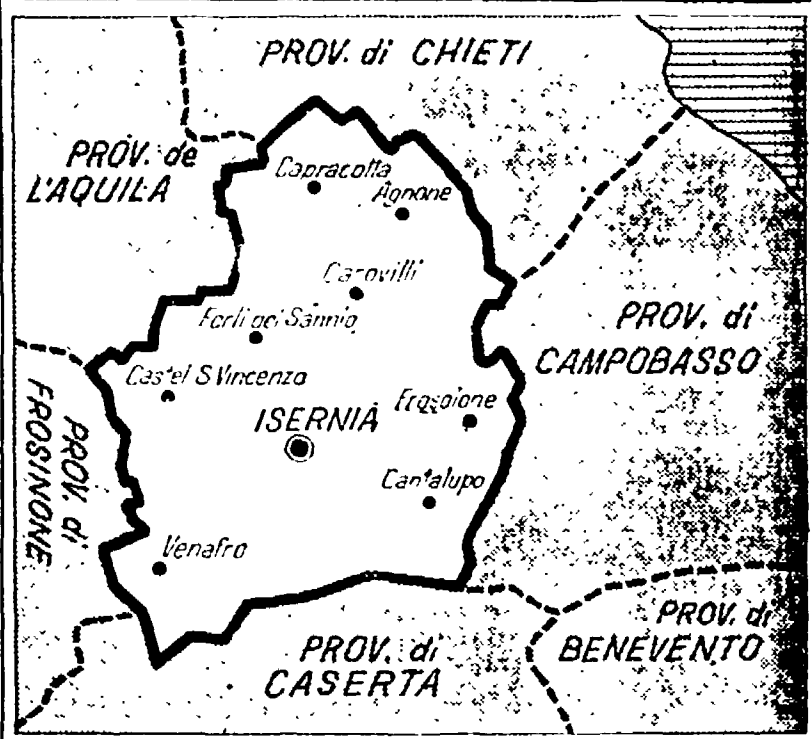 PROV. di CHIETI
PROV. de
L'AQUILA
Capracotta
Agnone
Carovilli
Forlì del Sannio
PROV. di
CAMPOBASSO
Castel S. Vincenzo
Frosolone
ISERNIA
PROV. di
FROSINONE
Cantalupo
Venafro
PROV. di
BENEVENTO
PROV. di
CASERTA